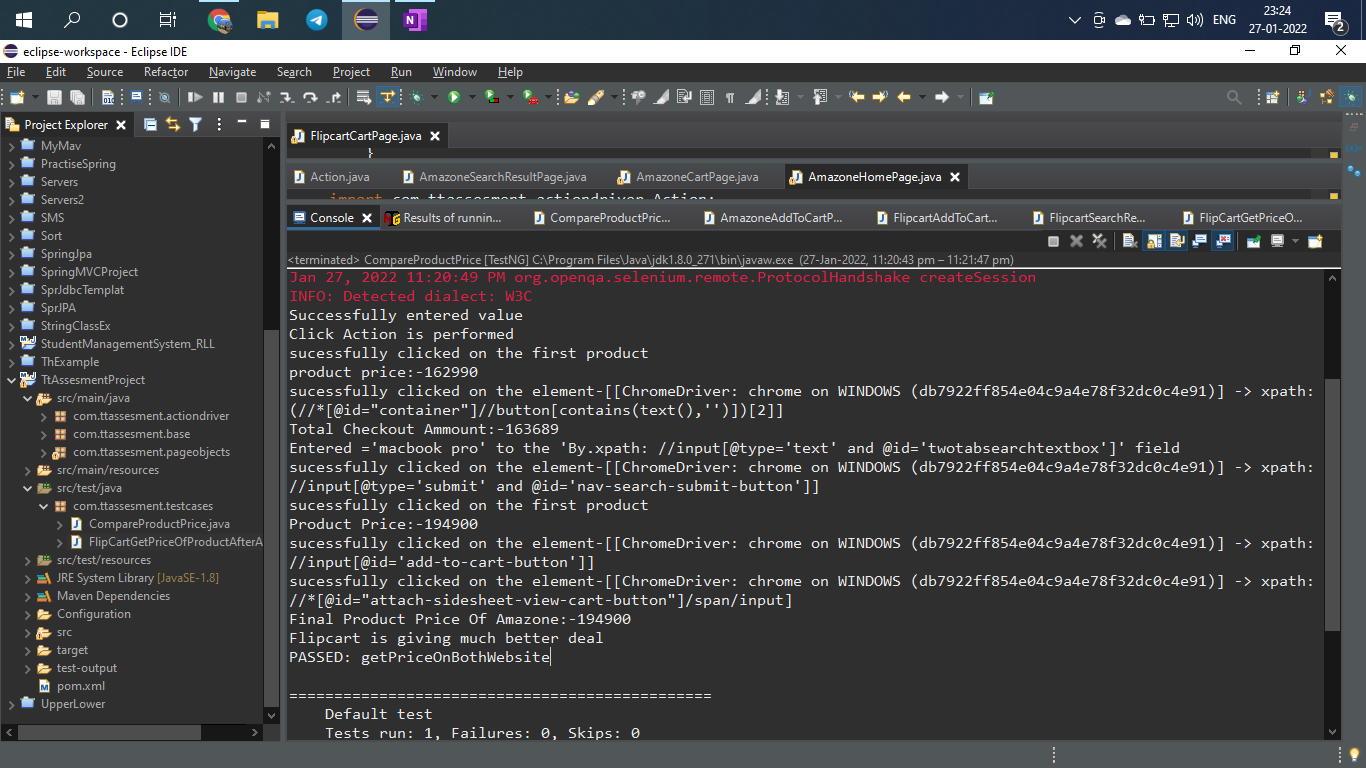 23:24
ENG
27-01-2022
2
eclipse-workspace - Eclipse IDE
File Edit Source Refactor Navigate Search Project Run Window Help
Project Explorer
MyMav
PractiseSpring
Servers
Servers2
SMS
Sort
SpringJpa
SpringMVCProject
SprJdbcTemplat
SprJPA
StringClassEx
StudentManagementSystem_RLL
ThExample
TtAssesmentProject
src/main/java
com.ttassesment.actiondriver
com.ttassesment.base
com.ttassesment.pageobjects
src/main/resources
src/test/java
com.ttassesment.testcases
CompareProductPrice.java
FlipCartGetPriceOfProductAfterA
src/test/resources
JRE System Library [JavaSE-1.8]
Maven Dependencies
Configuration
src
target
test-output
pom.xml
UpperLower
FlipcartCartPage.java
}
Action.java AmazoneSearchResultPage.java AmazoneCartPage.java AmazoneHomePage.java
import com.ttassesment.actiondriver.Action;
Console Results of runnin... CompareProductPric... AmazoneAddToCartP... FlipcartAddToCart... FlipcartSearchRe... FlipCartGetPriceO...
<terminated> CompareProductPrice [TestNG] C:\Program Files\Java\jdk1.8.0_271\bin\javaw.exe (27-Jan-2022, 11:20:43 pm – 11:21:47 pm)
Jan 27, 2022 11:20:49 PM org.openqa.selenium.remote.ProtocolHandshake createSession
INFO: Detected dialect: W3C
Successfully entered value
Click Action is performed
sucessfully clicked on the first product
product price:-162990
sucessfully clicked on the element-[[ChromeDriver: chrome on WINDOWS (db7922ff854e04c9a4e78f32dc0c4e91)] -> xpath:
(//*[@id="container"]//button[contains(text(),'')])[2]]
Total Checkout Ammount:-163689
Entered ='macbook pro' to the 'By.xpath: //input[@type='text' and @id='twotabsearchtextbox']' field
sucessfully clicked on the element-[[ChromeDriver: chrome on WINDOWS (db7922ff854e04c9a4e78f32dc0c4e91)] -> xpath:
//input[@type='submit' and @id='nav-search-submit-button']]
sucessfully clicked on the first product
Product Price:-194900
sucessfully clicked on the element-[[ChromeDriver: chrome on WINDOWS (db7922ff854e04c9a4e78f32dc0c4e91)] -> xpath:
//input[@id='add-to-cart-button']]
sucessfully clicked on the element-[[ChromeDriver: chrome on WINDOWS (db7922ff854e04c9a4e78f32dc0c4e91)] -> xpath:
//*[@id="attach-sidesheet-view-cart-button"]/span/input]
Final Product Price Of Amazone:-194900
Flipcart is giving much better deal
PASSED: getPriceOnBothWebsite
===============================================
Default test
Tests run: 1, Failures: 0, Skips: 0